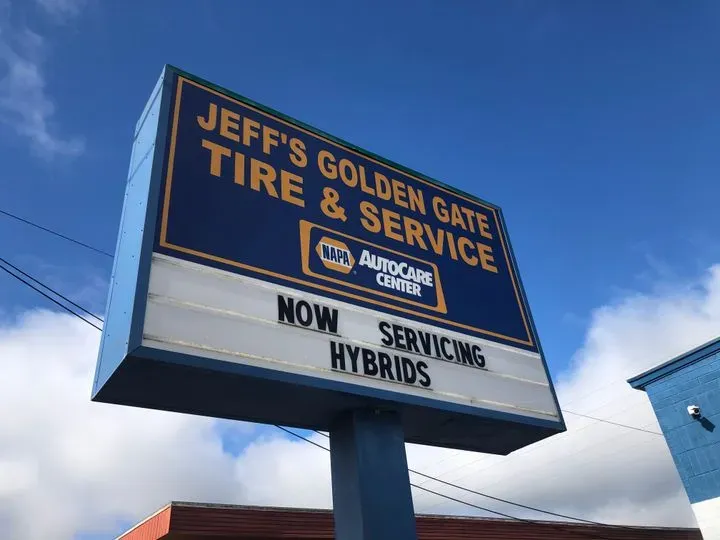 JEFF'S GOLDEN GATE
TIRE & SERVICE
NAPA AUTOCARE
CENTER
NOW SERVICING
HYBRIDS